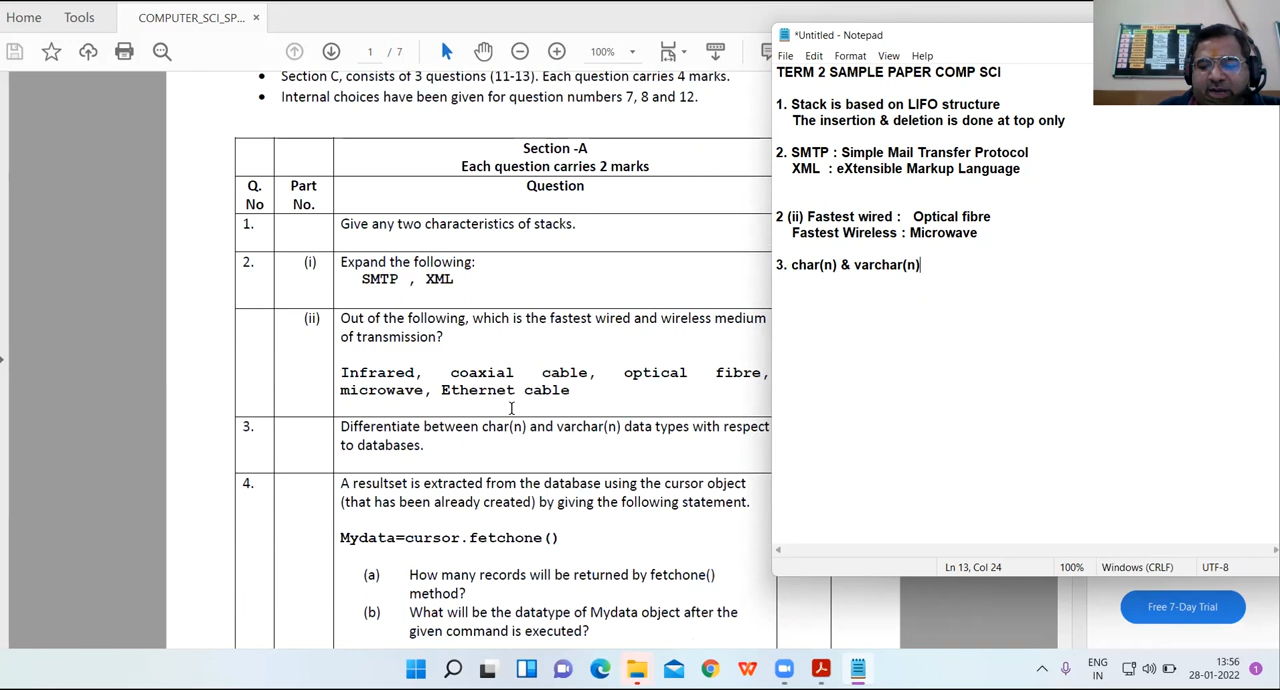 Home Tools COMPUTER_SCI_SP... ×
1 / 7 100%
Section C, consists of 3 questions (11-13). Each question carries 4 marks.
Internal choices have been given for question numbers 7, 8 and 12.
Section -A
Each question carries 2 marks
Q. No Part No. Question
1. Give any two characteristics of stacks.
2. (i) Expand the following:
SMTP , XML
(ii) Out of the following, which is the fastest wired and wireless medium
of transmission?
Infrared, coaxial cable, optical fibre,
microwave, Ethernet cable
3. Differentiate between char(n) and varchar(n) data types with respect
to databases.
4. A resultset is extracted from the database using the cursor object
(that has been already created) by giving the following statement.
Mydata=cursor.fetchone()
(a) How many records will be returned by fetchone()
method?
(b) What will be the datatype of Mydata object after the
given command is executed?
*Untitled - Notepad
File Edit Format View Help
TERM 2 SAMPLE PAPER COMP SCI
1. Stack is based on LIFO structure
The insertion & deletion is done at top only
2. SMTP : Simple Mail Transfer Protocol
XML : eXtensible Markup Language
2 (ii) Fastest wired : Optical fibre
Fastest Wireless : Microwave
3. char(n) & varchar(n)
Ln 13, Col 24 100% Windows (CRLF) UTF-8
Free 7-Day Trial
ENG
IN
13:56
28-01-2022
1